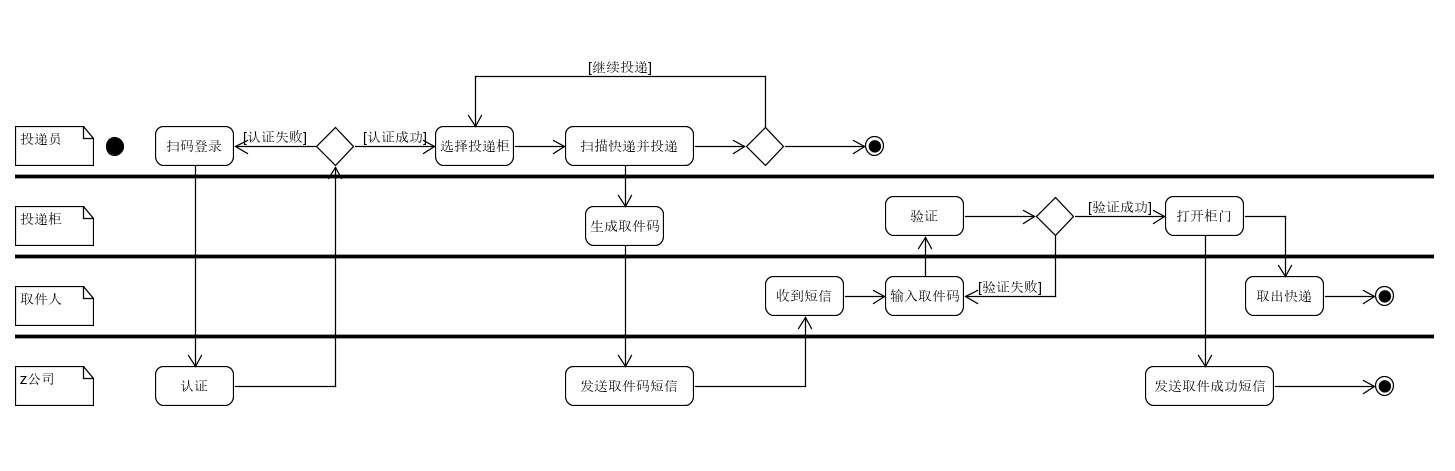 [继续投递]
投递员
扫码登录
[认证失败]
[认证成功]
选择投递柜
扫描快递并投递
投递柜
生成取件码
验证
[验证成功]
打开柜门
取件人
收到短信
输入取件码
[验证失败]
取出快递
z公司
认证
发送取件码短信
发送取件成功短信